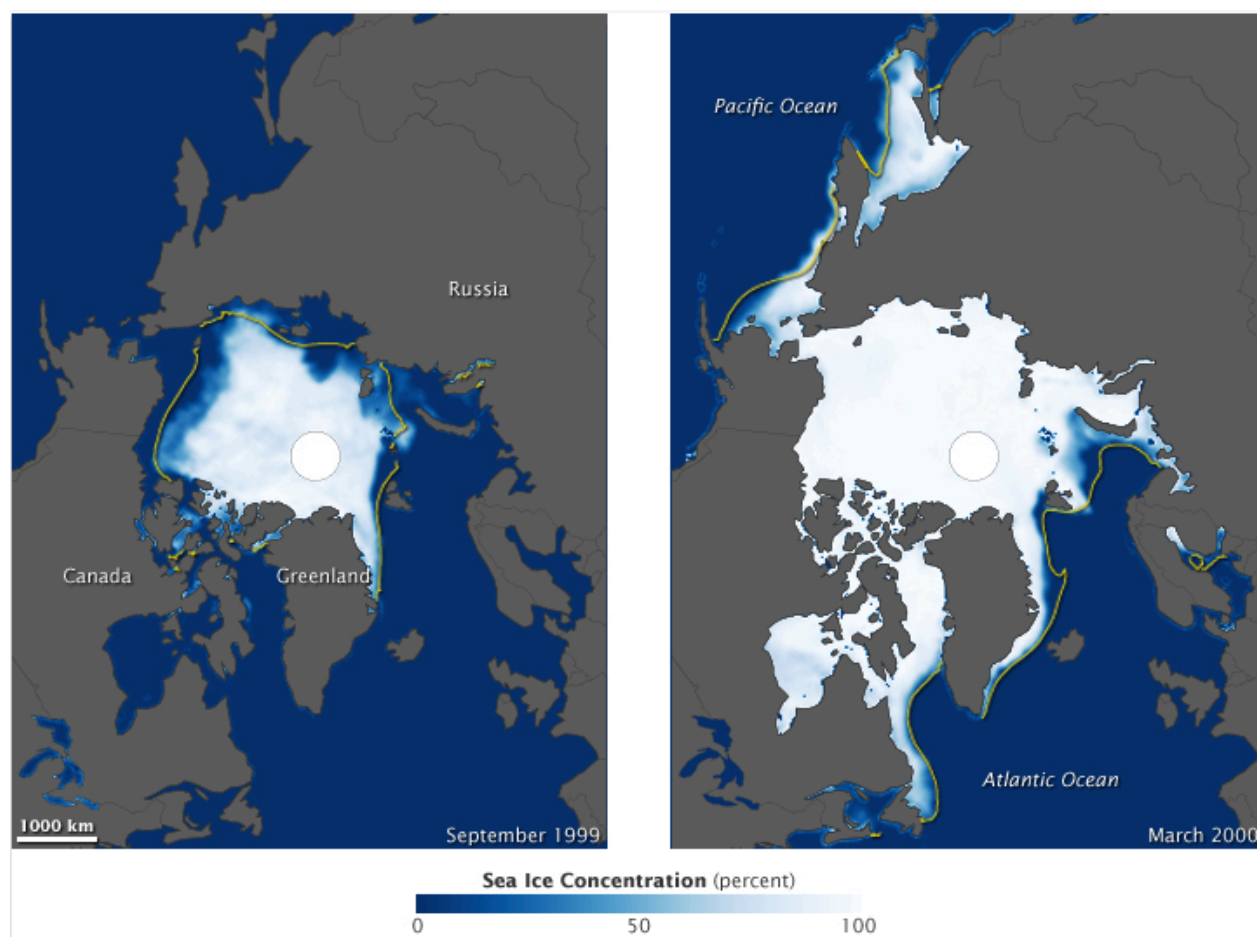 Pacific Ocean
Russia
Canada
Greenland
Atlantic Ocean
1000 km
September 1999
March 2000
Sea Ice Concentration (percent)
0 50 100